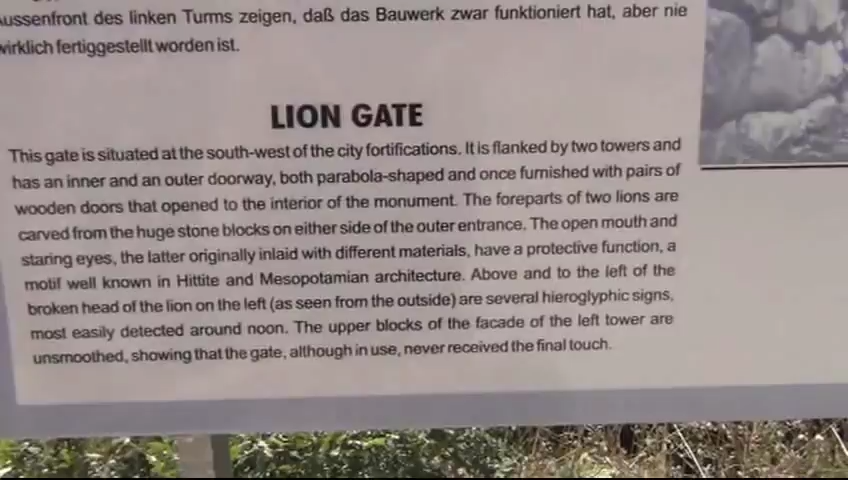 Aussenfront des linken Turms zeigen, daß das Bauwerk zwar funktioniert hat, aber nie
wirklich fertiggestellt worden ist.
LION GATE
This gate is situated at the south-west of the city fortifications. It is flanked by two towers and
has an inner and an outer doorway, both parabola-shaped and once furnished with pairs of
wooden doors that opened to the interior of the monument. The foreparts of two lions are
carved from the huge stone blocks on either side of the outer entrance. The open mouth and
staring eyes, the latter originally inlaid with different materials, have a protective function, a
motif well known in Hittite and Mesopotamian architecture. Above and to the left of the
broken head of the lion on the left (as seen from the outside) are several hieroglyphic signs,
most easily detected around noon. The upper blocks of the facade of the left tower are
unsmoothed, showing that the gate, although in use, never received the final touch.